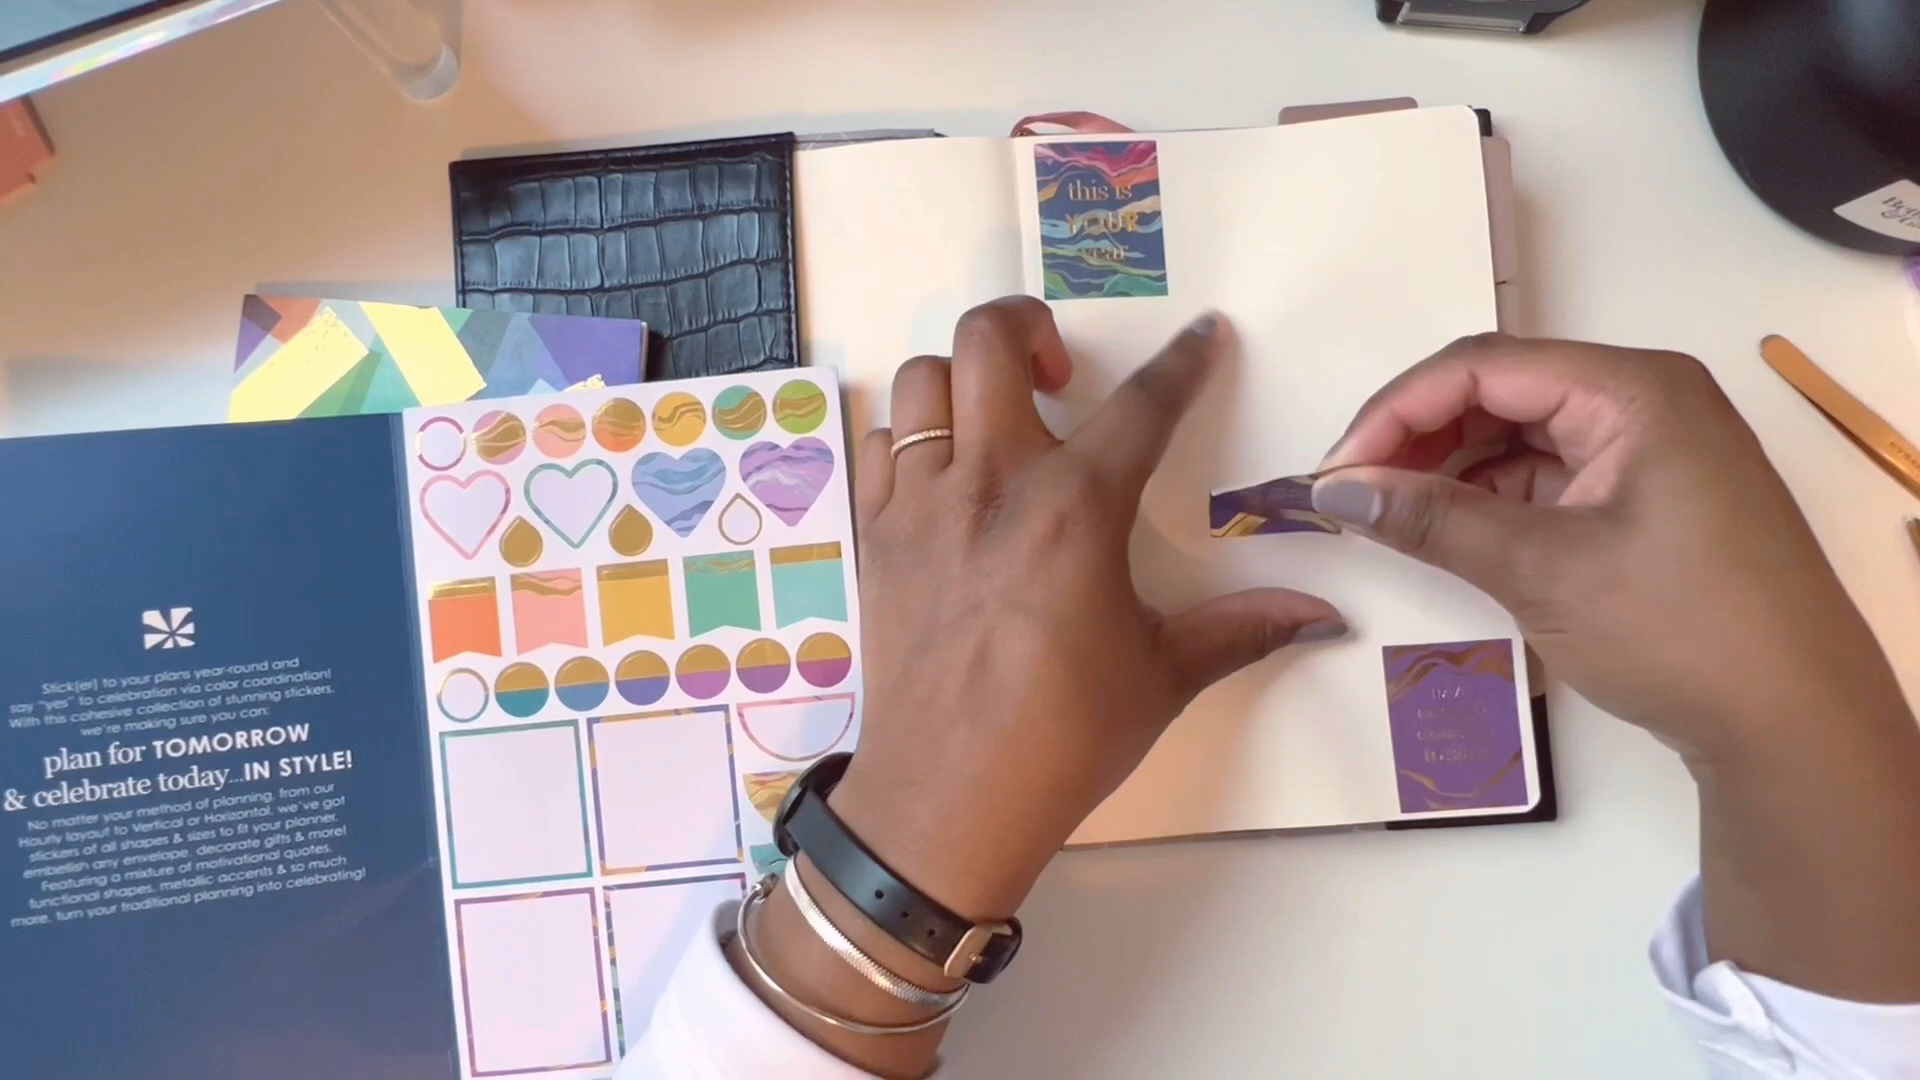 this is
YOUR
year
Stick(er) to your plans year-round and
say "yes" to celebration via color coordination!
With this cohesive collection of stunning stickers,
we're making sure you can:
plan for TOMORROW
& celebrate today...IN STYLE!
No matter your method of planning, from our
Hourly layout to Vertical or Horizontal, we've got
stickers of all shapes & sizes to fit your planner,
embellish any envelope, decorate gifts & more!
Featuring a mixture of motivational quotes,
functional shapes, metallic accents & so much
more, turn your traditional planning into celebrating!